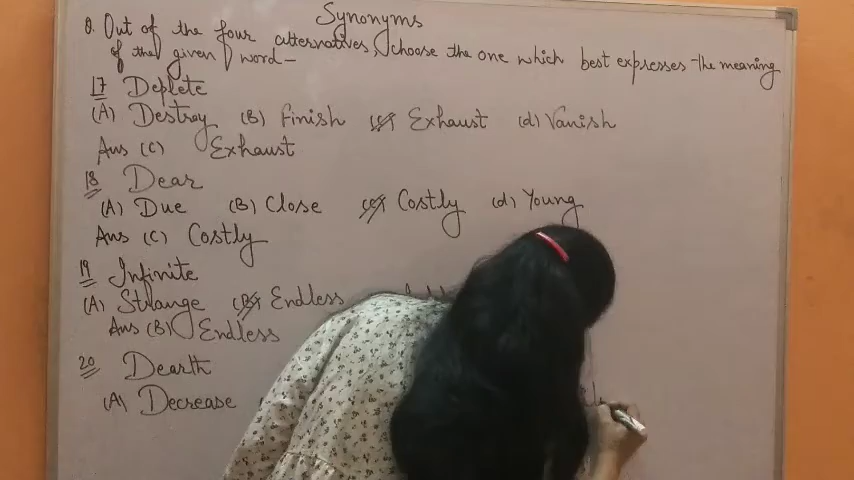 Synonyms
Q. Out of the four alternatives, choose the one which best expresses the meaning
of the given word-
17 Deplete
(A) Destroy (B) Finish (C) Exhaust (d) Vanish
Ans (C) Exhaust
18 Dear
(A) Due (B) Close (C) Costly (d) Young
Ans (C) Costly
19 Infinite
(A) Strange (B) Endless
Ans (B) Endless
20 Dearth
(A) Decrease